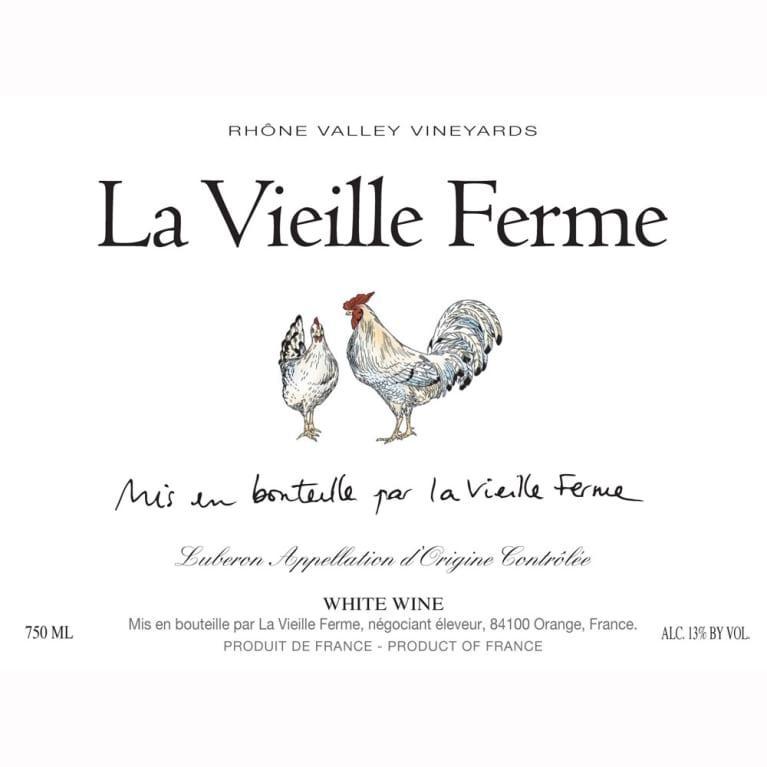 RHÔNE VALLEY VINEYARDS
La Vieille Ferme
Mis en bouteille par la Vieille Ferme
Luberon Appellation d'Origine Contrôlée
WHITE WINE
Mis en bouteille par La Vieille Ferme, négociant éleveur, 84100 Orange, France.
750 ML
ALC. 13% BY VOL.
PRODUIT DE FRANCE - PRODUCT OF FRANCE